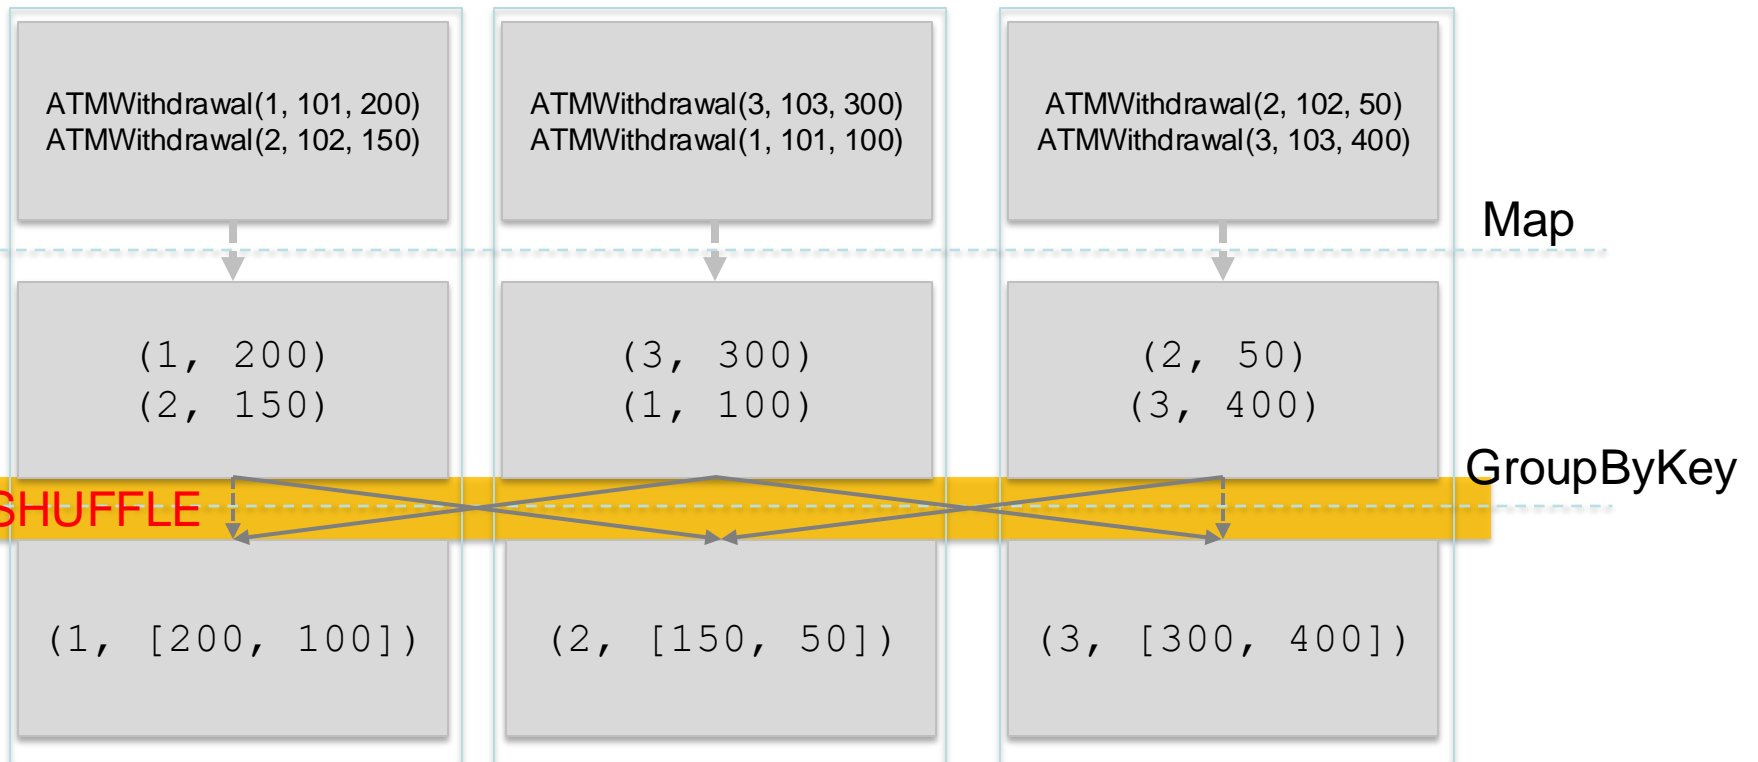 ATMWithdrawal(1, 101, 200)
ATMWithdrawal(2, 102, 150)
ATMWithdrawal(3, 103, 300)
ATMWithdrawal(1, 101, 100)
ATMWithdrawal(2, 102, 50)
ATMWithdrawal(3, 103, 400)
Map
(1, 200)
(2, 150)
(3, 300)
(1, 100)
(2, 50)
(3, 400)
GroupByKey
SHUFFLE
(1, [200, 100])
(2, [150, 50])
(3, [300, 400])